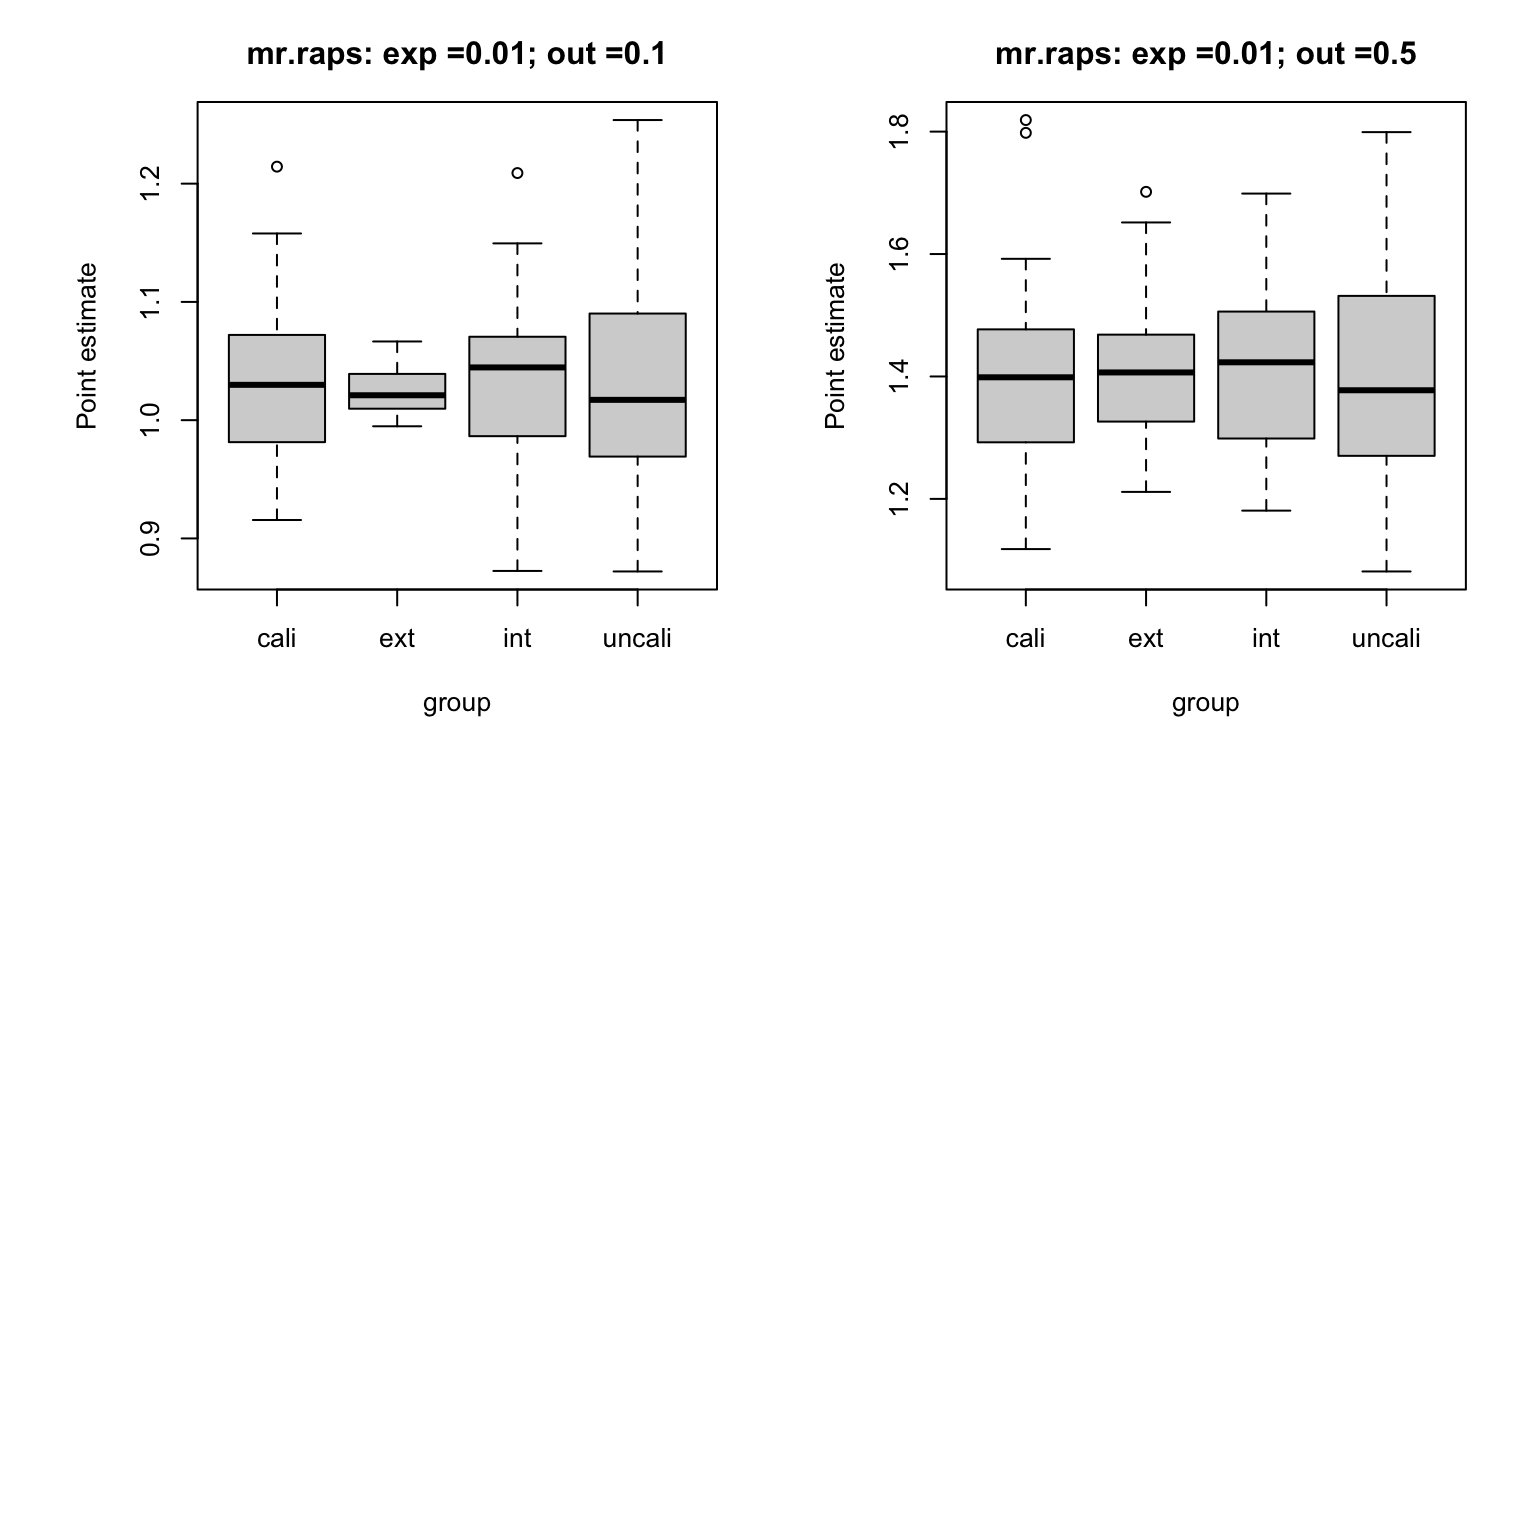 mr.raps: exp =0.01; out =0.1
Point estimate
1.2
1.1
1.0
0.9
cali ext int uncali
group
mr.raps: exp =0.01; out =0.5
Point estimate
1.8
1.6
1.4
1.2
cali ext int uncali
group